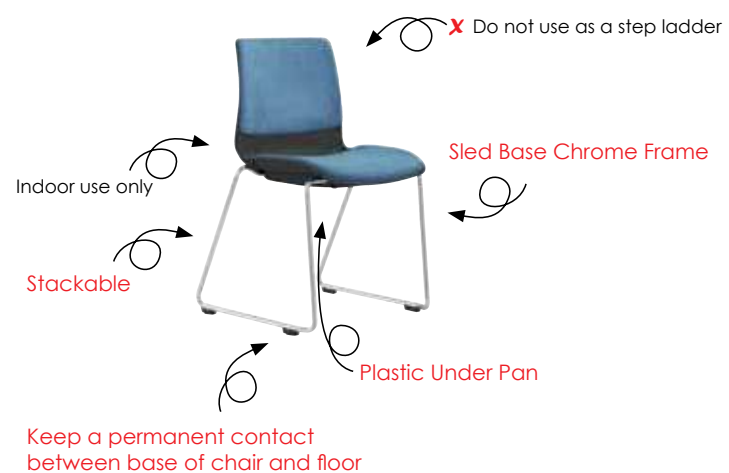 ✘ Do not use as a step ladder
Sled Base Chrome Frame
Indoor use only
Stackable
Plastic Under Pan
Keep a permanent contact
between base of chair and floor